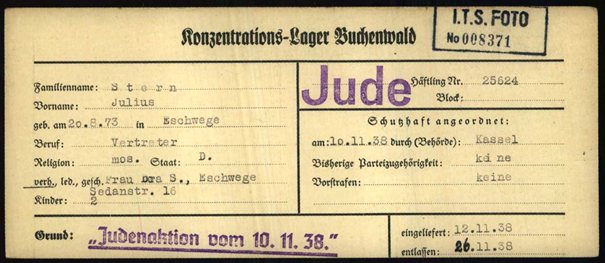 I.T.S. FOTO
No 008371
Konzentrations-Lager Buchenwald
Familienname: Stern
Vorname: Julius
geb. am 20.8.73 in Eschwege
Beruf: Vertreter
Religion: mos. Staat: D.
verh., led., gesch. Frau S., Eschwege
Sedanstr. 16
Kinder: 2
Jude
Häftling Nr. 25624
Block:
Schutzhaft angeordnet:
am: 10.11.38 durch (Behörde): Kassel
Bisherige Parteizugehörigkeit: keine
Vorstrafen: keine
Grund: „Judenaktion vom 10.11.38."
eingeliefert: 12.11.38
entlassen: 26.11.38